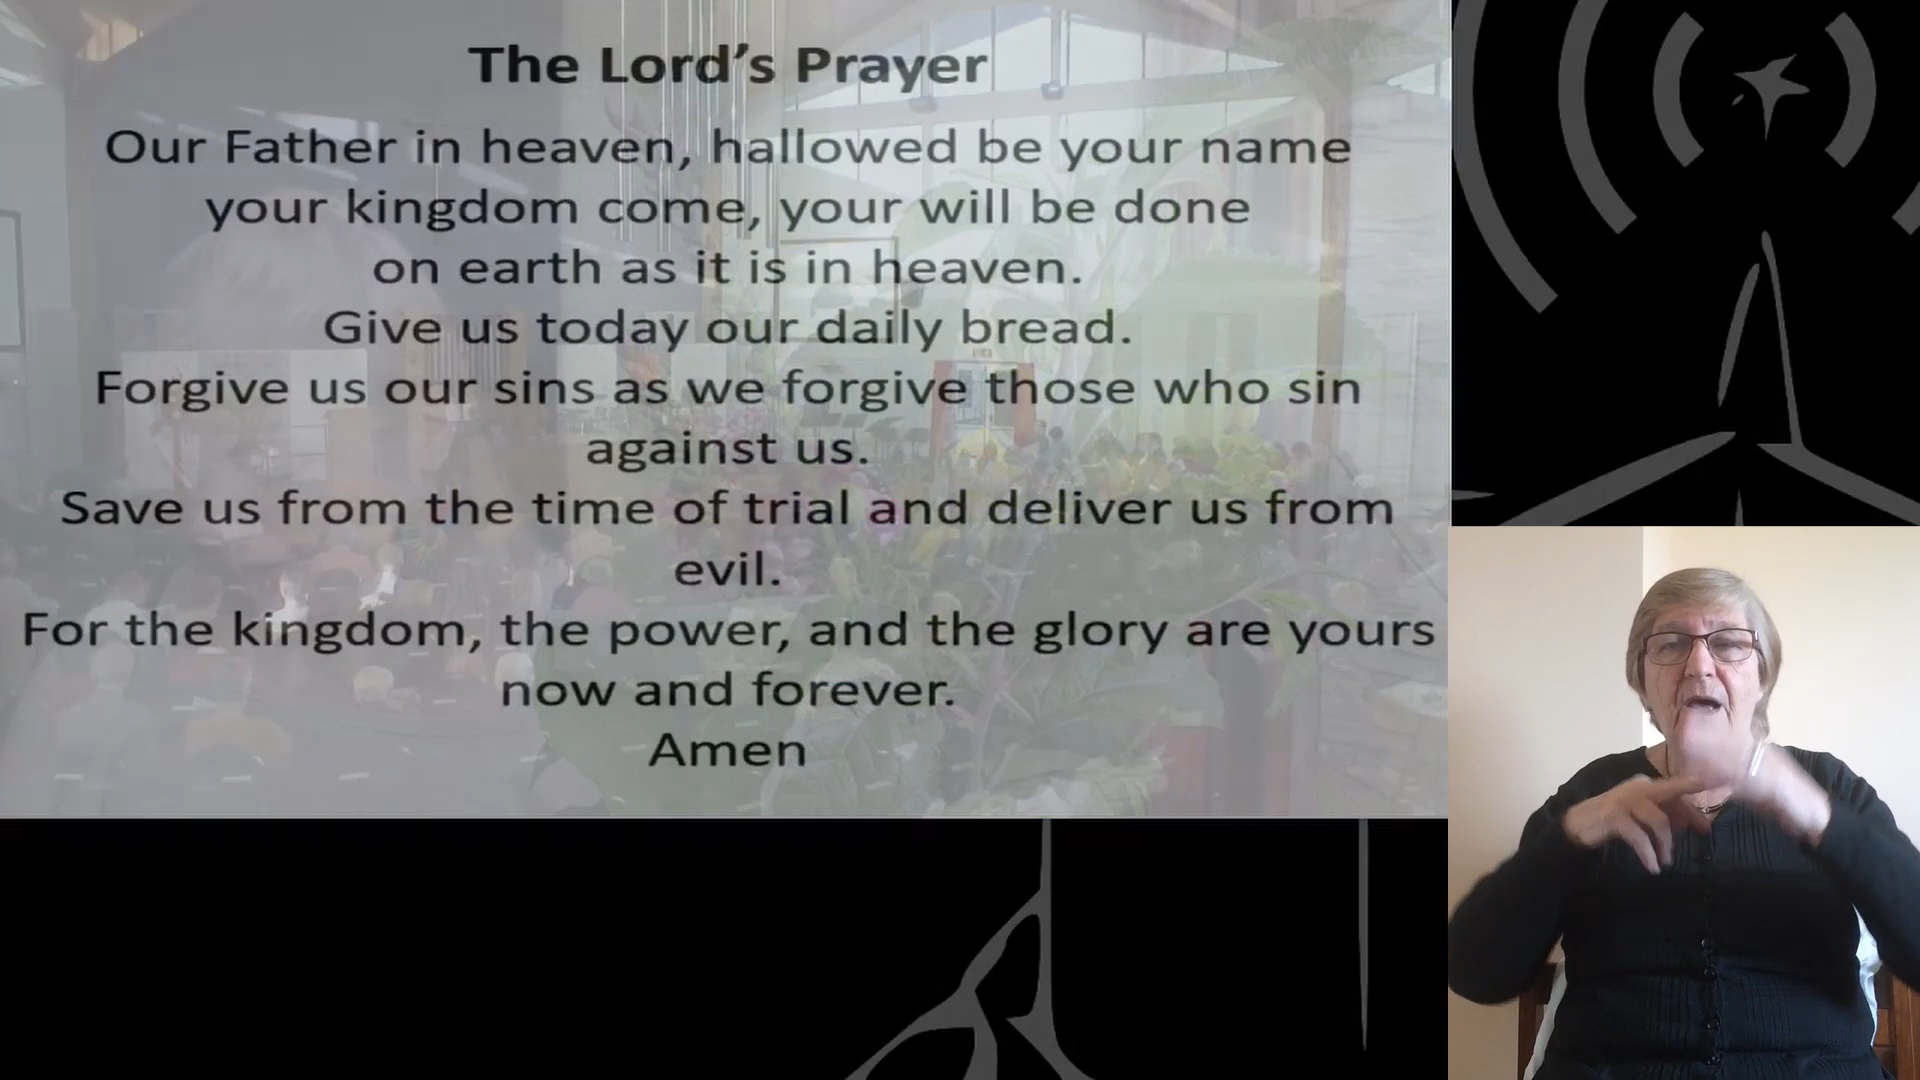 The Lord’s Prayer
Our Father in heaven, hallowed be your name
your kingdom come, your will be done
on earth as it is in heaven.
Give us today our daily bread.
Forgive us our sins as we forgive those who sin
against us.
Save us from the time of trial and deliver us from
evil.
For the kingdom, the power, and the glory are yours
now and forever.
Amen